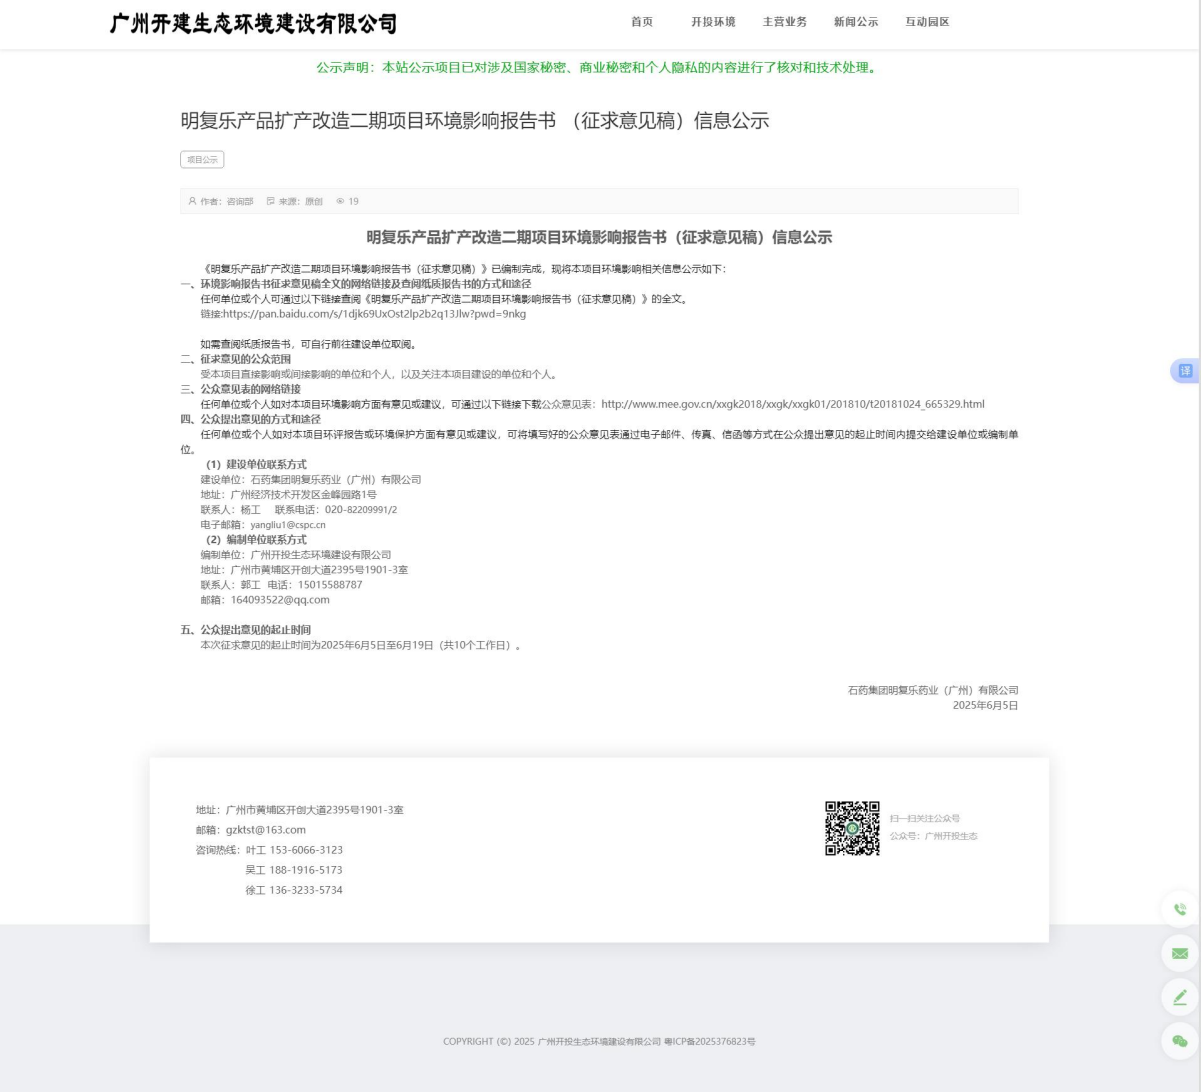 广州开建生态环境建设有限公司
首页 开投环境 主营业务 新闻公示 互动园区
公示声明：本站公示项目已对涉及国家秘密、商业秘密和个人隐私的内容进行了核对和技术处理。
明复乐产品扩产改造二期项目环境影响报告书 （征求意见稿）信息公示
项目公示
作者：咨询部 来源：原创 19
明复乐产品扩产改造二期项目环境影响报告书（征求意见稿）信息公示
《明复乐产品扩产改造二期项目环境影响报告书（征求意见稿）》已编制完成，现将本项目环境影响相关信息公示如下：
一、环境影响报告书征求意见稿全文的网络链接及查阅纸质报告书的方式和途径
任何单位或个人可通过以下链接查阅《明复乐产品扩产改造二期项目环境影响报告书（征求意见稿）》的全文。
链接:https://pan.baidu.com/s/1djk69UxOst2lp2b2q13Jlw?pwd=9nkg
如需查阅纸质报告书，可自行前往建设单位取阅。
二、征求意见的公众范围
受本项目直接影响或间接影响的单位和个人，以及关注本项目建设的单位和个人。
三、公众意见表的网络链接
任何单位或个人如对本项目环境影响方面有意见或建议，可通过以下链接下载公众意见表：http://www.mee.gov.cn/xxgk2018/xxgk/xxgk01/201810/t20181024_665329.html
四、公众提出意见的方式和途径
任何单位或个人如对本项目环评报告或环境保护方面有意见或建议，可将填写好的公众意见表通过电子邮件、传真、信函等方式在公众提出意见的起止时间内提交给建设单位或编制单
位。
（1）建设单位联系方式
建设单位：石药集团明复乐药业（广州）有限公司
地址：广州经济技术开发区金峰园路1号
联系人：杨工 联系电话：020-82209991/2
电子邮箱：yangliu1@cspc.cn
（2）编制单位联系方式
编制单位：广州开投生态环境建设有限公司
地址：广州市黄埔区开创大道2395号1901-3室
联系人：郭工 电话：15015588787
邮箱：164093522@qq.com
五、公众提出意见的起止时间
本次征求意见的起止时间为2025年6月5日至6月19日（共10个工作日）。
石药集团明复乐药业（广州）有限公司
2025年6月5日
地址：广州市黄埔区开创大道2395号1901-3室
邮箱：gzktst@163.com
咨询热线：叶工 153-6066-3123
吴工 188-1916-5173
徐工 136-3233-5734
扫一扫关注公众号
公众号：广州开投生态
译
COPYRIGHT (©) 2025 广州开投生态环境建设有限公司 粤ICP备2025376823号